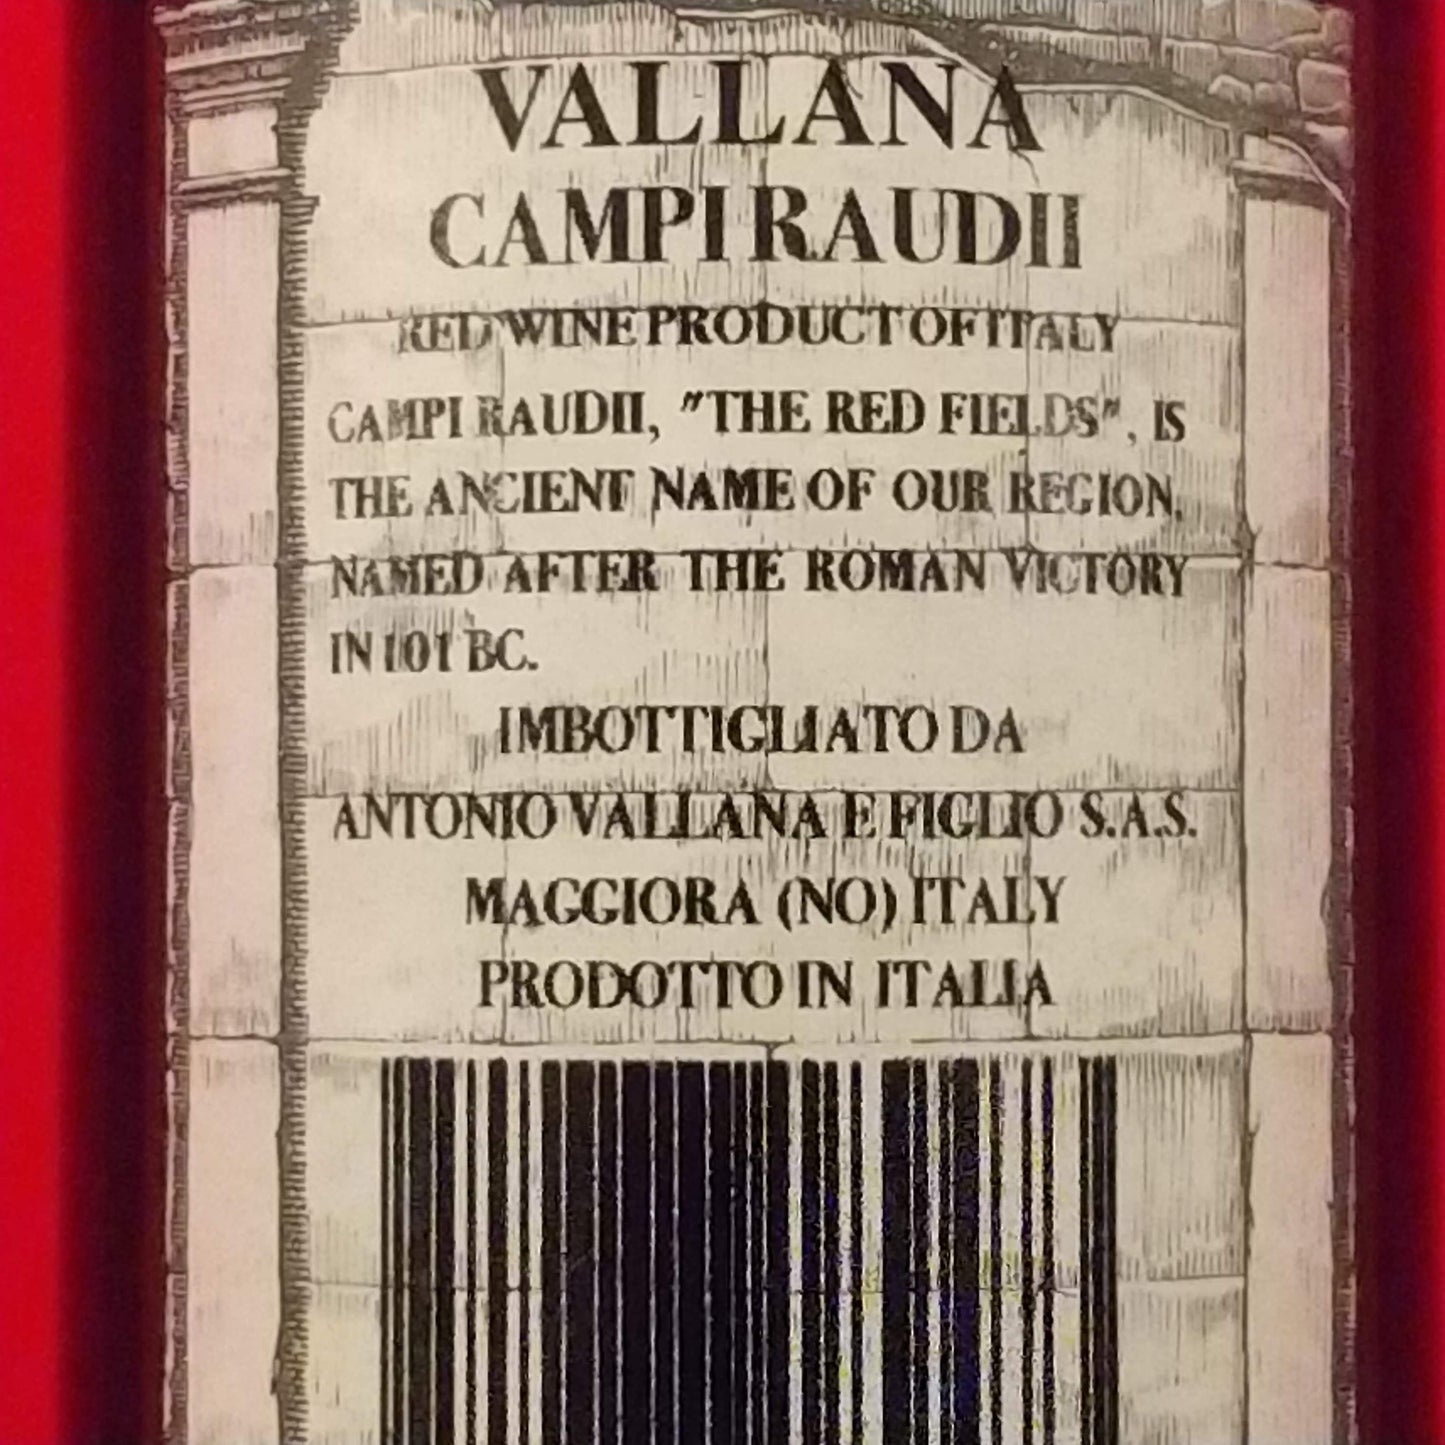 VALLANA
CAMPI RAUDII
RED WINE PRODUCT OF ITALY
CAMPI RAUDII, "THE RED FIELDS", IS
THE ANCIENT NAME OF OUR REGION,
NAMED AFTER THE ROMAN VICTORY
IN 101 BC.
IMBOTTIGLIATO DA
ANTONIO VALLANA E FIGLIO S.A.S.
MAGGIORA (NO) ITALY
PRODOTTO IN ITALIA